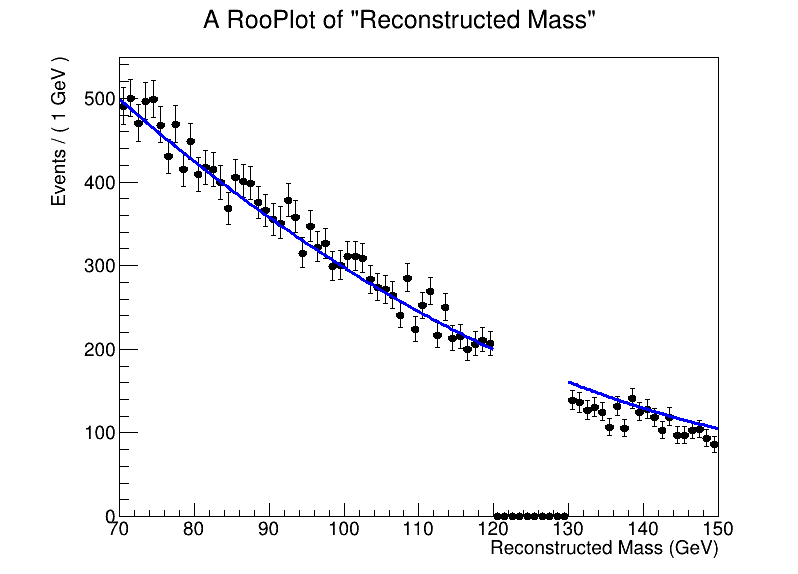 A RooPlot of "Reconstructed Mass"
Events / ( 1 GeV )
500
400
300
200
100
0
70 80 90 100 110 120 130 140 150
Reconstructed Mass (GeV)